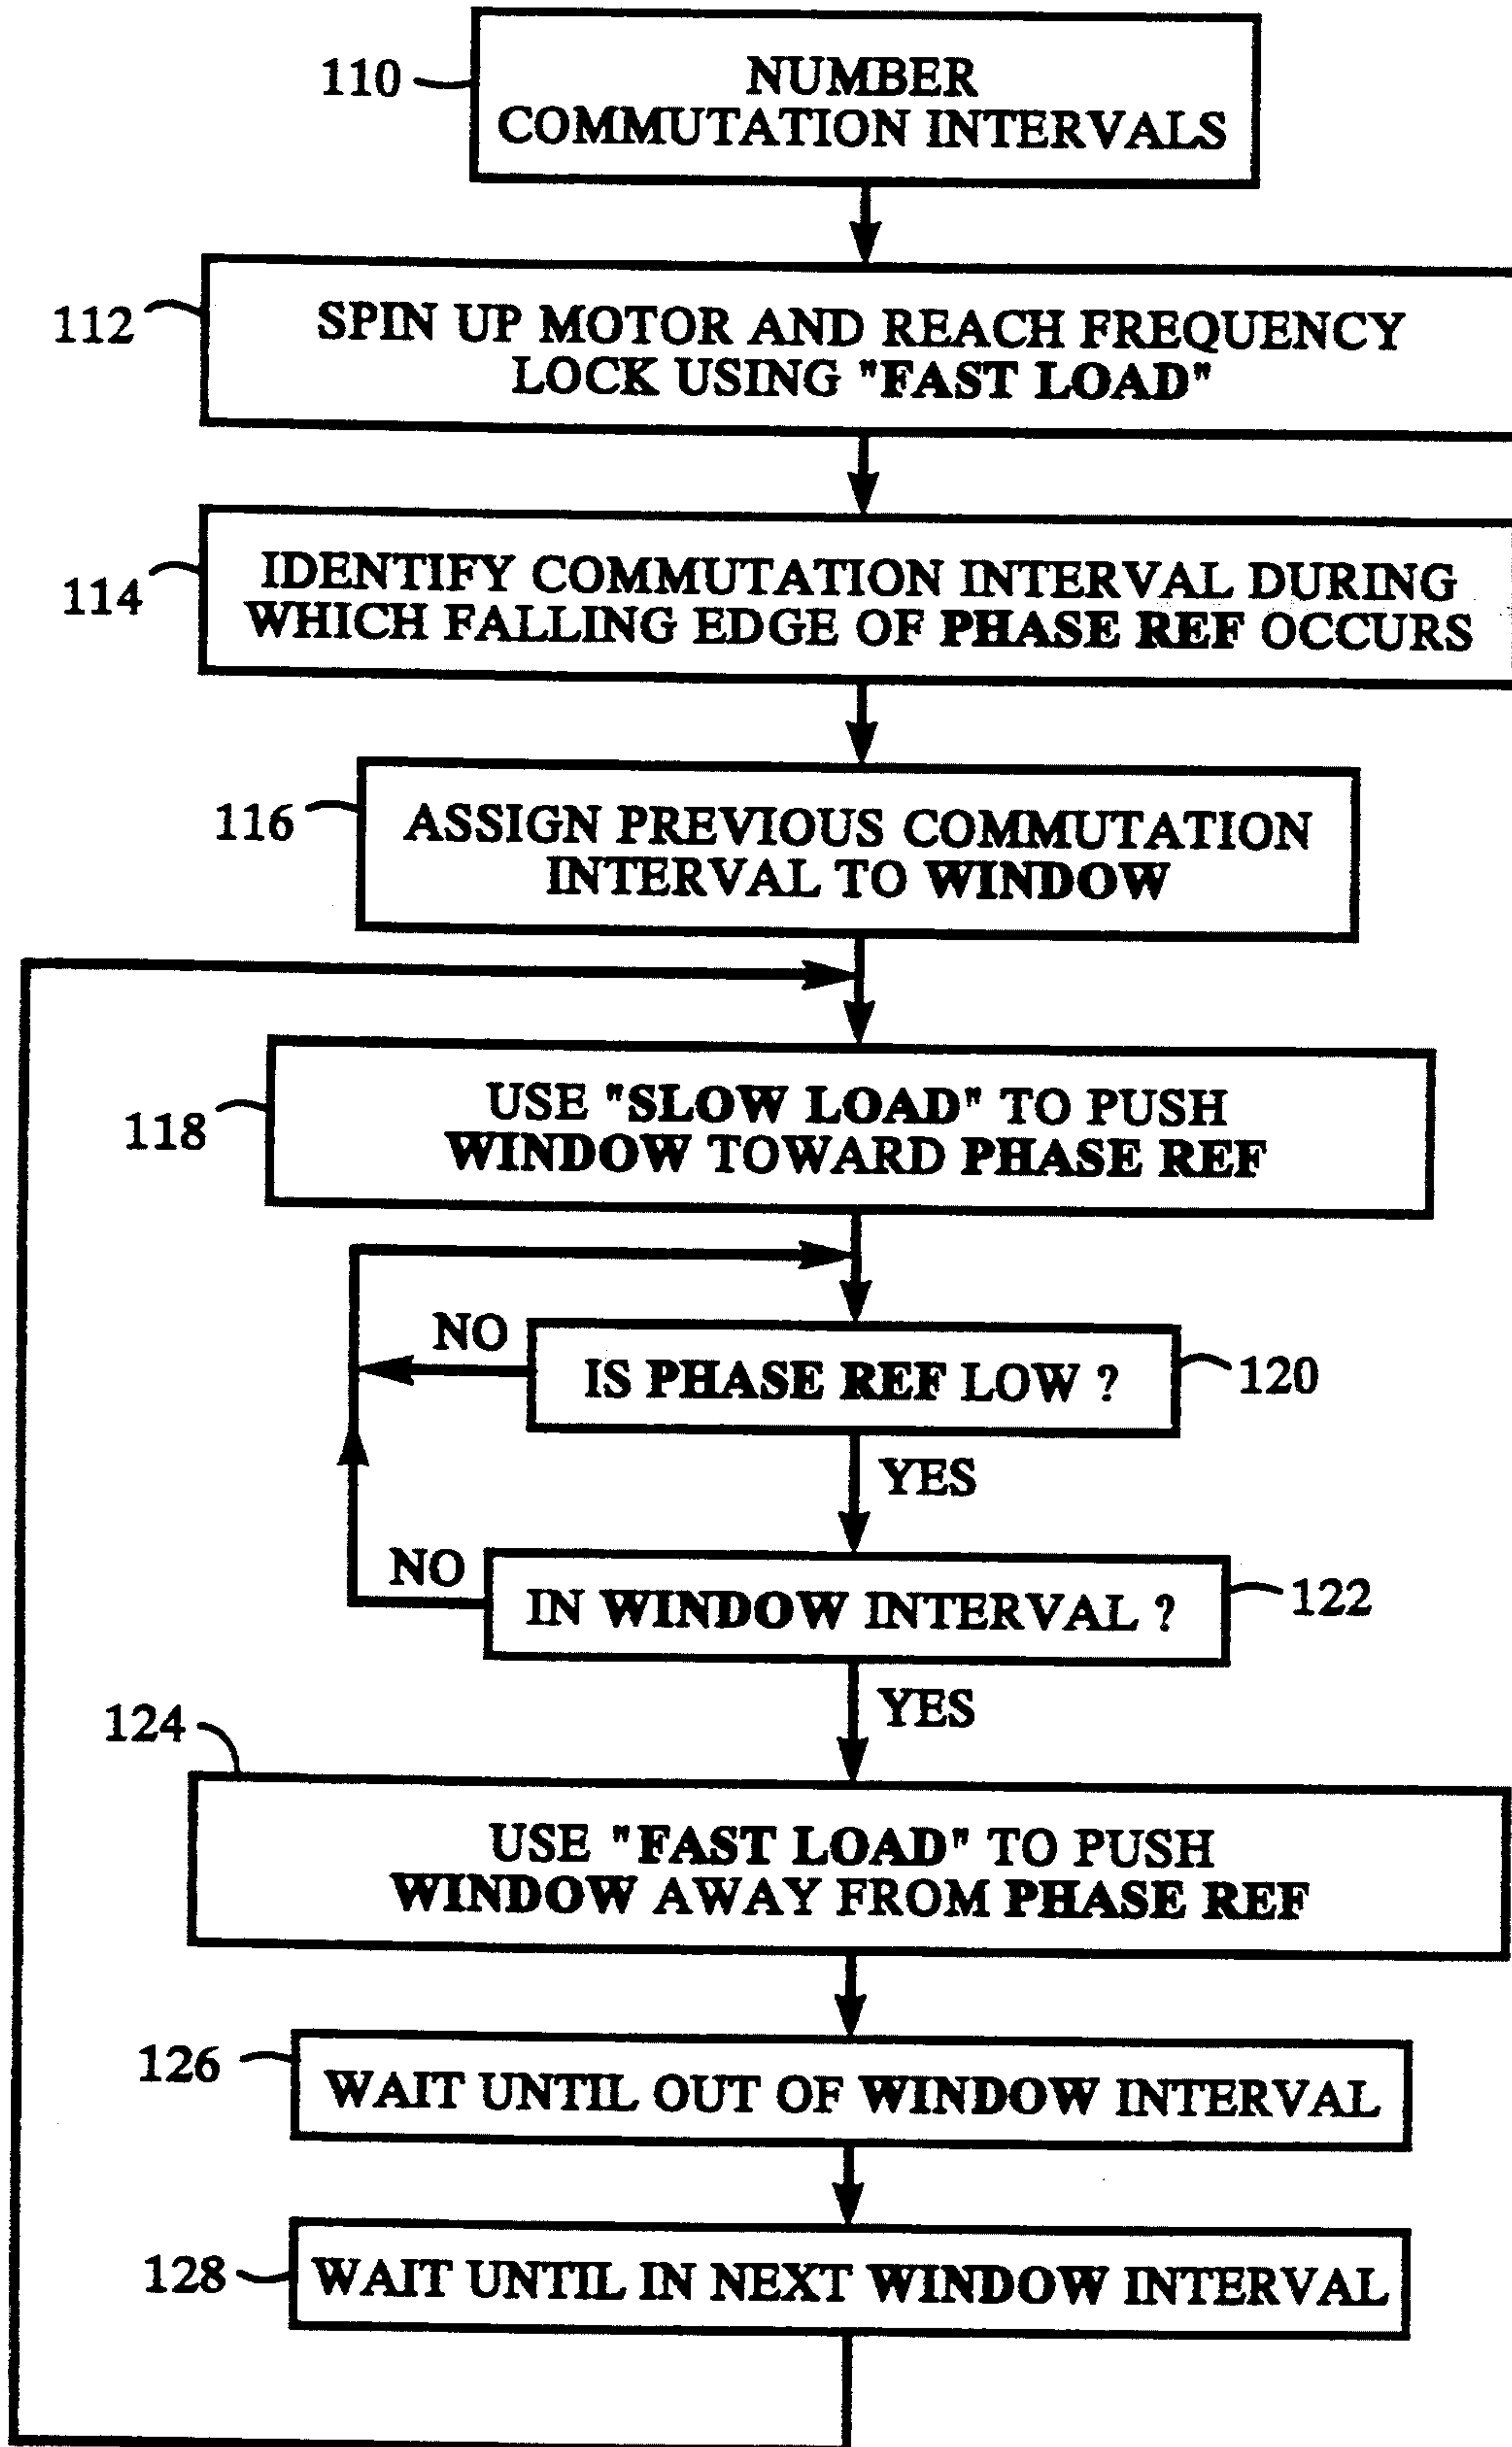 110
NUMBER
COMMUTATION INTERVALS
112
SPIN UP MOTOR AND REACH FREQUENCY
LOCK USING "FAST LOAD"
114
IDENTIFY COMMUTATION INTERVAL DURING
WHICH FALLING EDGE OF PHASE REF OCCURS
116
ASSIGN PREVIOUS COMMUTATION
INTERVAL TO WINDOW
118
USE "SLOW LOAD" TO PUSH
WINDOW TOWARD PHASE REF
NO
IS PHASE REF LOW ?
120
YES
NO
IN WINDOW INTERVAL ?
122
YES
124
USE "FAST LOAD" TO PUSH
WINDOW AWAY FROM PHASE REF
126
WAIT UNTIL OUT OF WINDOW INTERVAL
128
WAIT UNTIL IN NEXT WINDOW INTERVAL